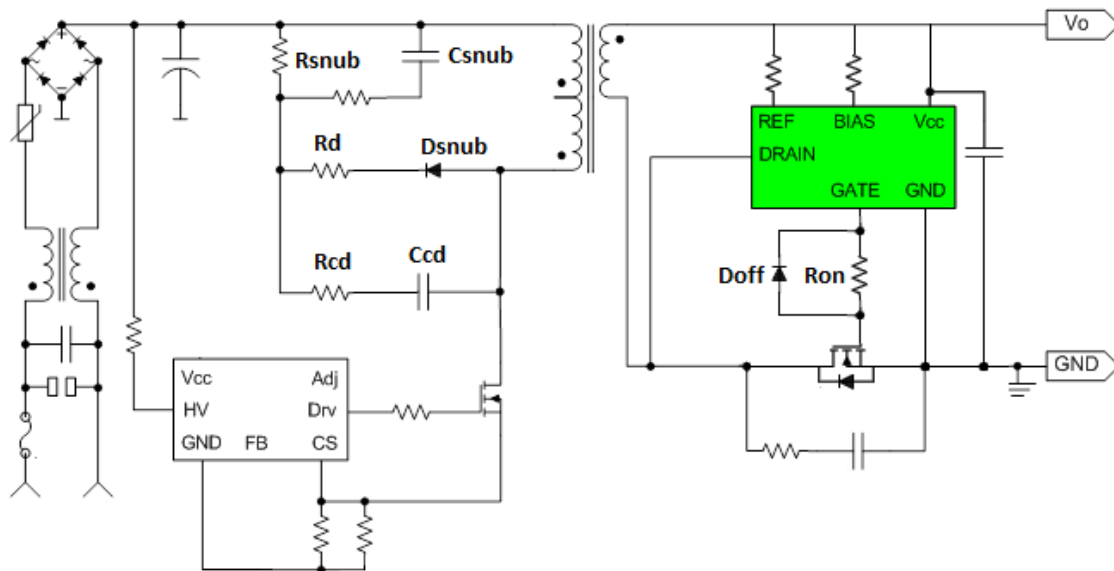 Vo
Rsnub
Csnub
REF BIAS Vcc
DRAIN
GATE GND
Rd
Dsnub
Rcd
Ccd
Doff
Ron
GND
Vcc Adj
HV Drv
GND FB CS